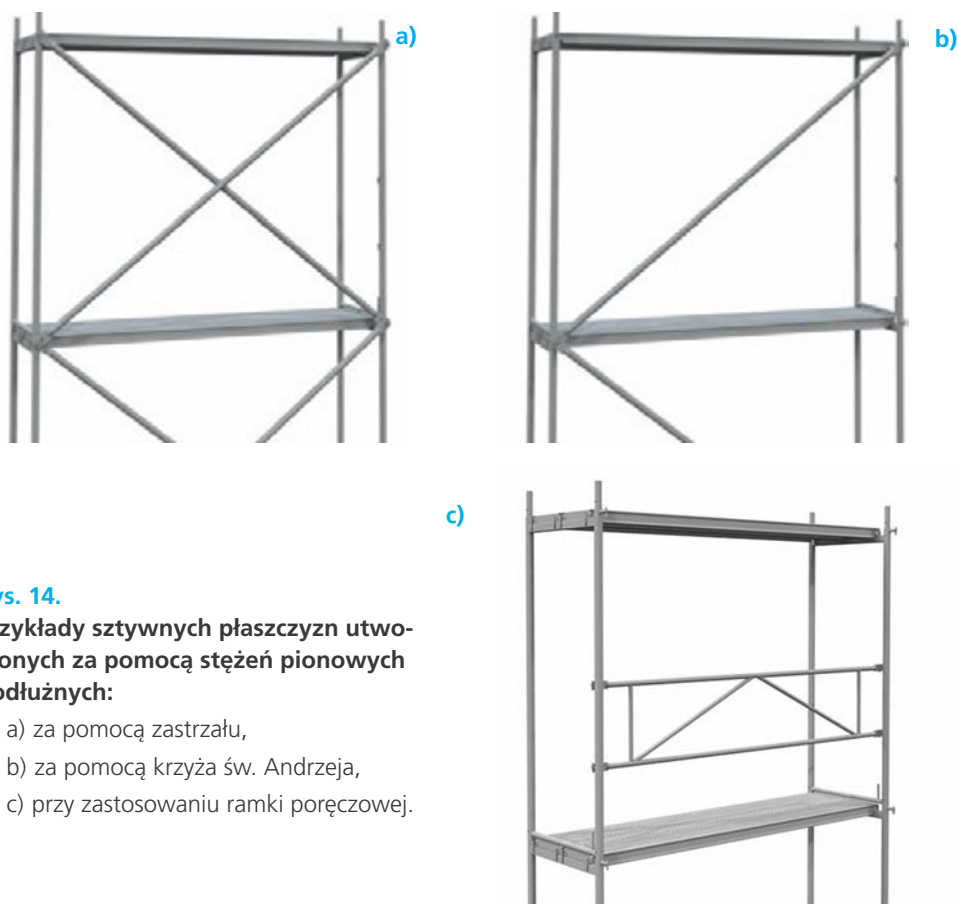 a)
b)
c)
ys. 14.
zykłady sztywnych płaszczyzn utwo-
onych za pomocą stężeń pionowych
odłużnych:
a) za pomocą zastrzału,
b) za pomocą krzyża św. Andrzeja,
c) przy zastosowaniu ramki poręczowej.